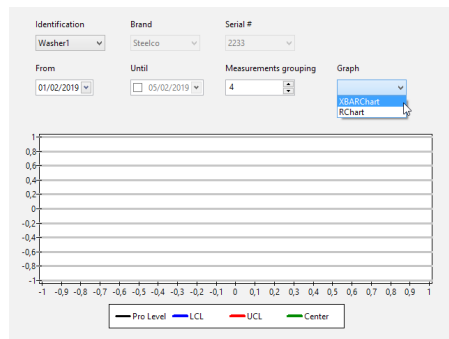 Identification Brand Serial #
Washer1 Steelco 2233
From Until Measurements grouping Graph
01/02/2019 05/02/2019 4
XBARChart
RChart
1
0,8
0,6
0,4
0,2
0
-0,2
-0,4
-0,6
-0,8
-1
-1 -0,9 -0,8 -0,7 -0,6 -0,5 -0,4 -0,3 -0,2 -0,1 0 0,1 0,2 0,3 0,4 0,5 0,6 0,7 0,8 0,9 1
Pro Level LCL UCL Center